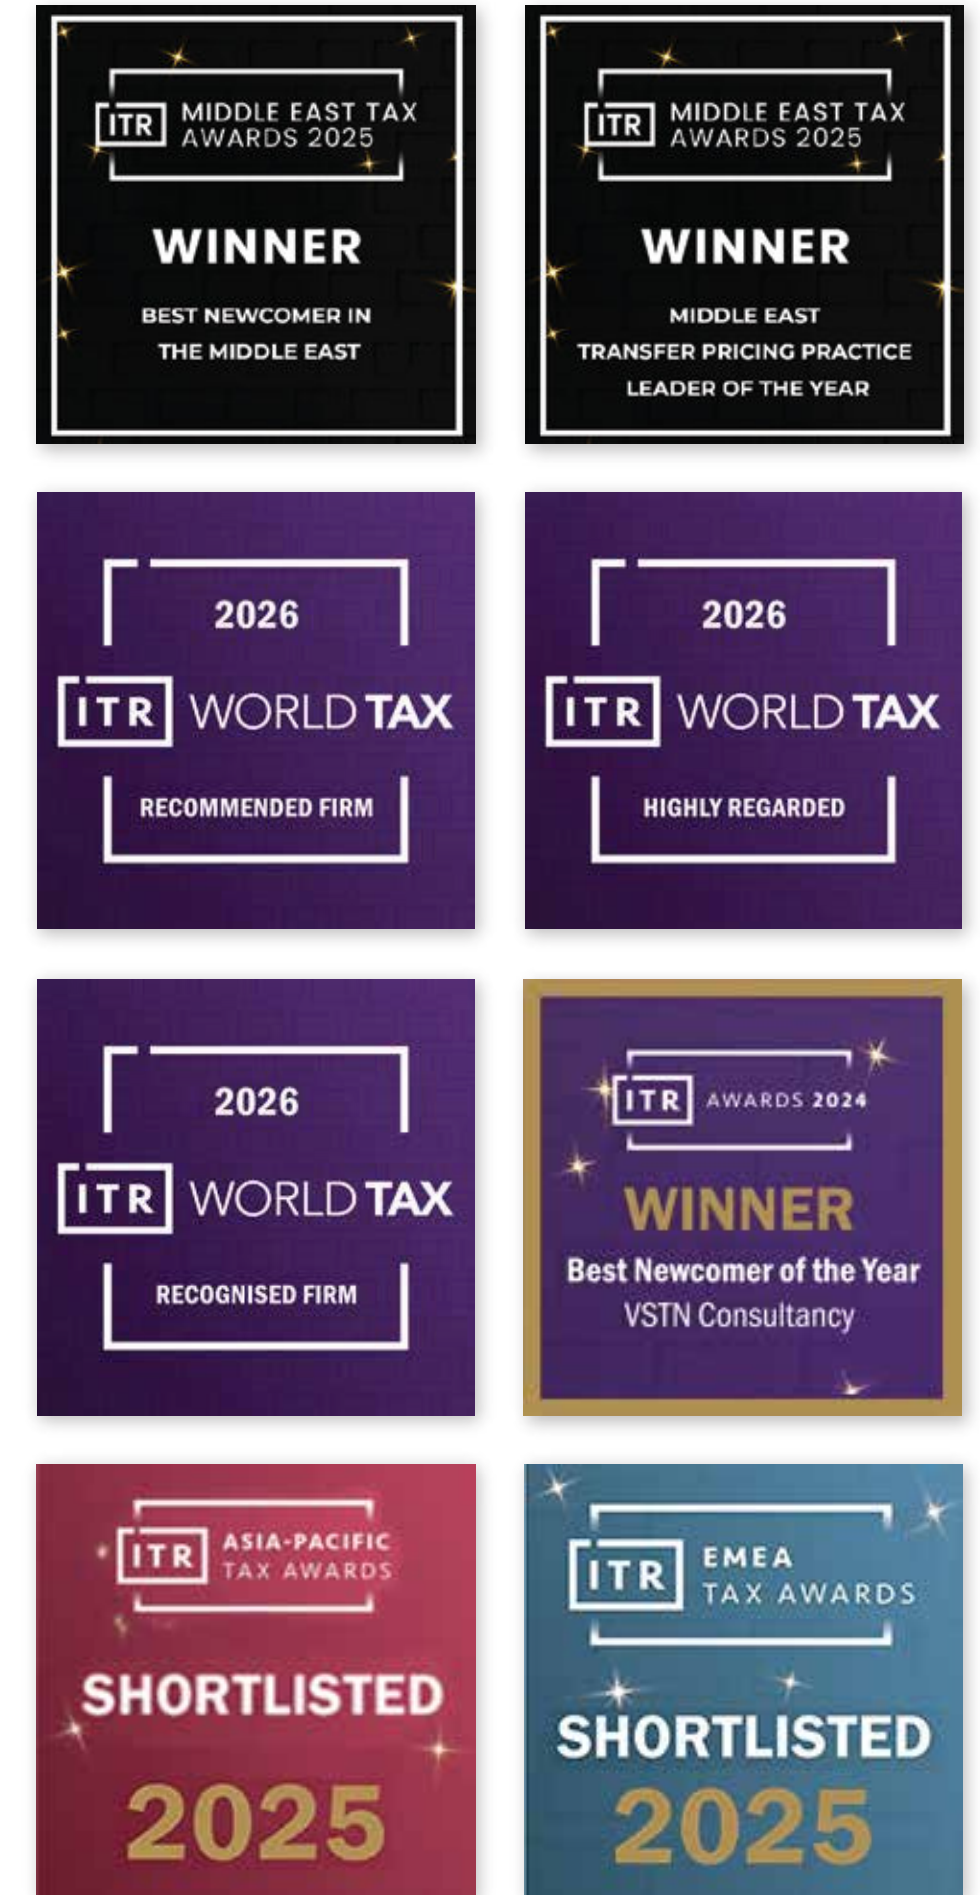 ITR MIDDLE EAST TAX
AWARDS 2025
WINNER
BEST NEWCOMER IN
THE MIDDLE EAST
ITR MIDDLE EAST TAX
AWARDS 2025
WINNER
MIDDLE EAST
TRANSFER PRICING PRACTICE
LEADER OF THE YEAR
2026
ITR WORLD TAX
RECOMMENDED FIRM
2026
ITR WORLD TAX
HIGHLY REGARDED
2026
ITR WORLD TAX
RECOGNISED FIRM
ITR AWARDS 2024
WINNER
Best Newcomer of the Year
VSTN Consultancy
ITR ASIA-PACIFIC
TAX AWARDS
SHORTLISTED
2025
ITR EMEA
TAX AWARDS
SHORTLISTED
2025